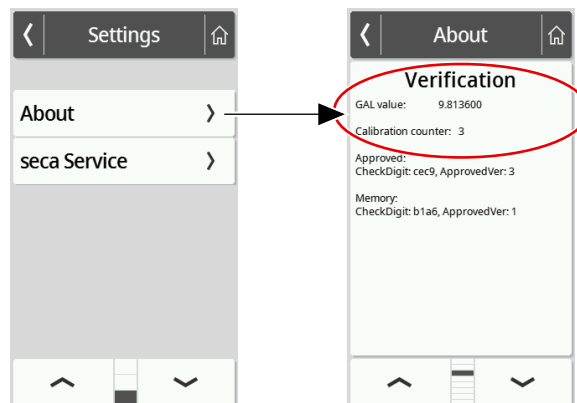 Settings
About
seca Service
About
Verification
GAL value: 9.813600
Calibration counter: 3
Approved:
CheckDigit: cec9, ApprovedVer: 3
Memory:
CheckDigit: b1a6, ApprovedVer: 1